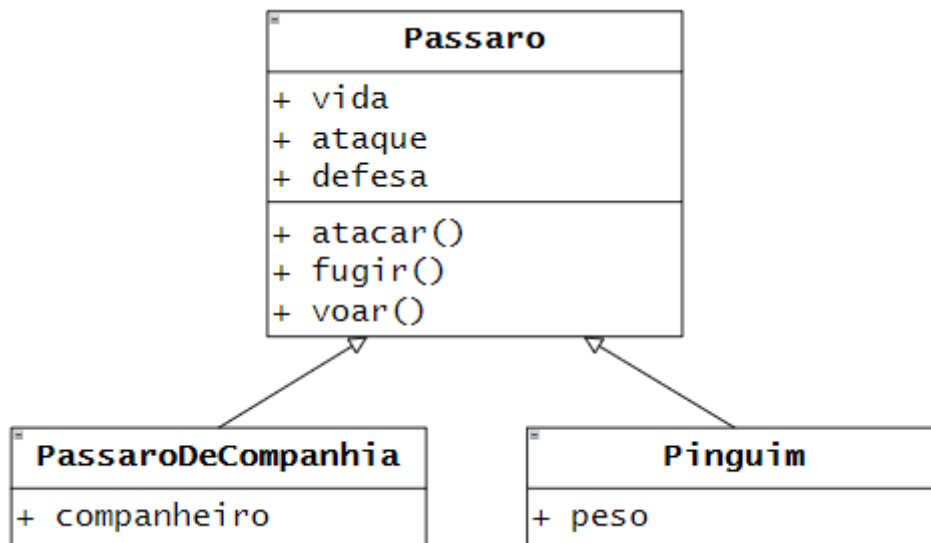 Passaro
+ vida
+ ataque
+ defesa
+ atacar()
+ fugir()
+ voar()
PassaroDeCompanhia
+ companheiro
Pinguim
+ peso